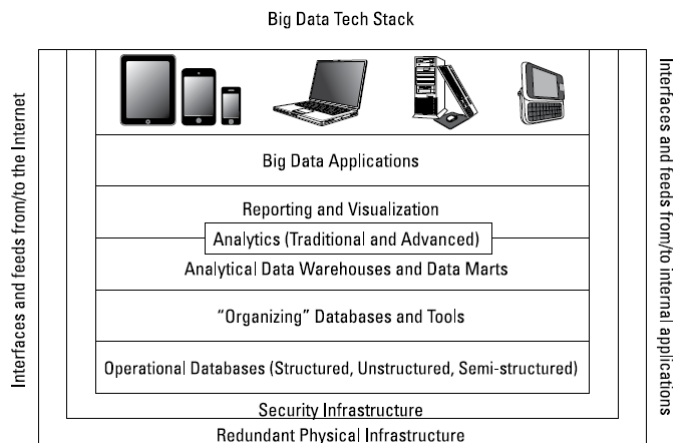 Big Data Tech Stack
Interfaces and feeds from/to the Internet
Big Data Applications
Reporting and Visualization
Analytics (Traditional and Advanced)
Analytical Data Warehouses and Data Marts
“Organizing” Databases and Tools
Operational Databases (Structured, Unstructured, Semi-structured)
Security Infrastructure
Redundant Physical Infrastructure
Interfaces and feeds from/to internal applications